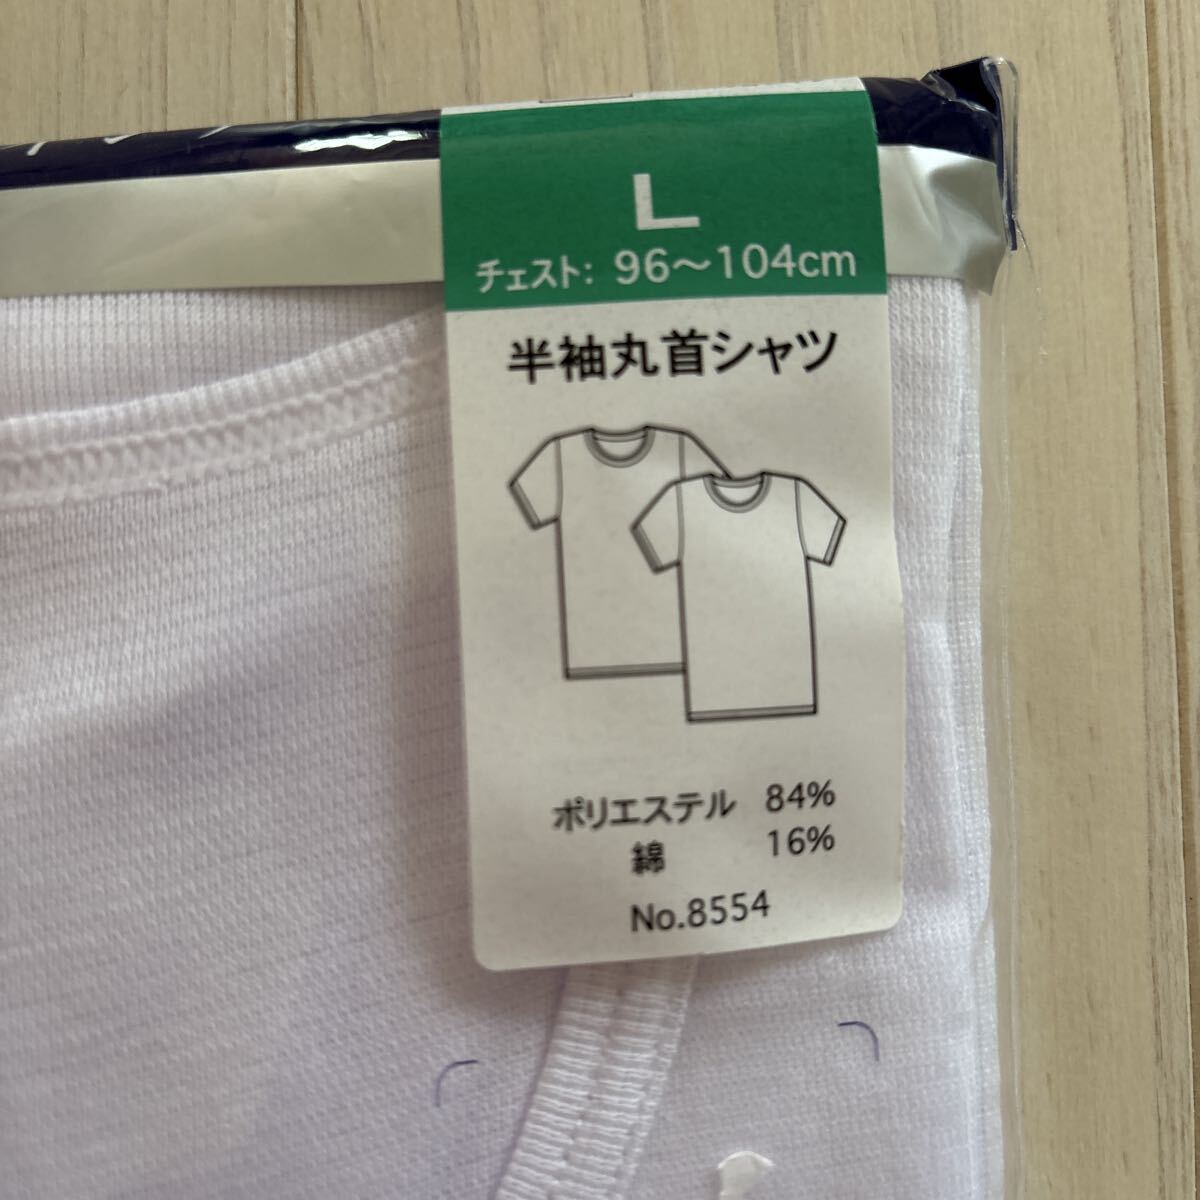 L
チェスト: 96～104cm
半袖丸首シャツ
ポリエステル 84%
綿 16%
No.8554